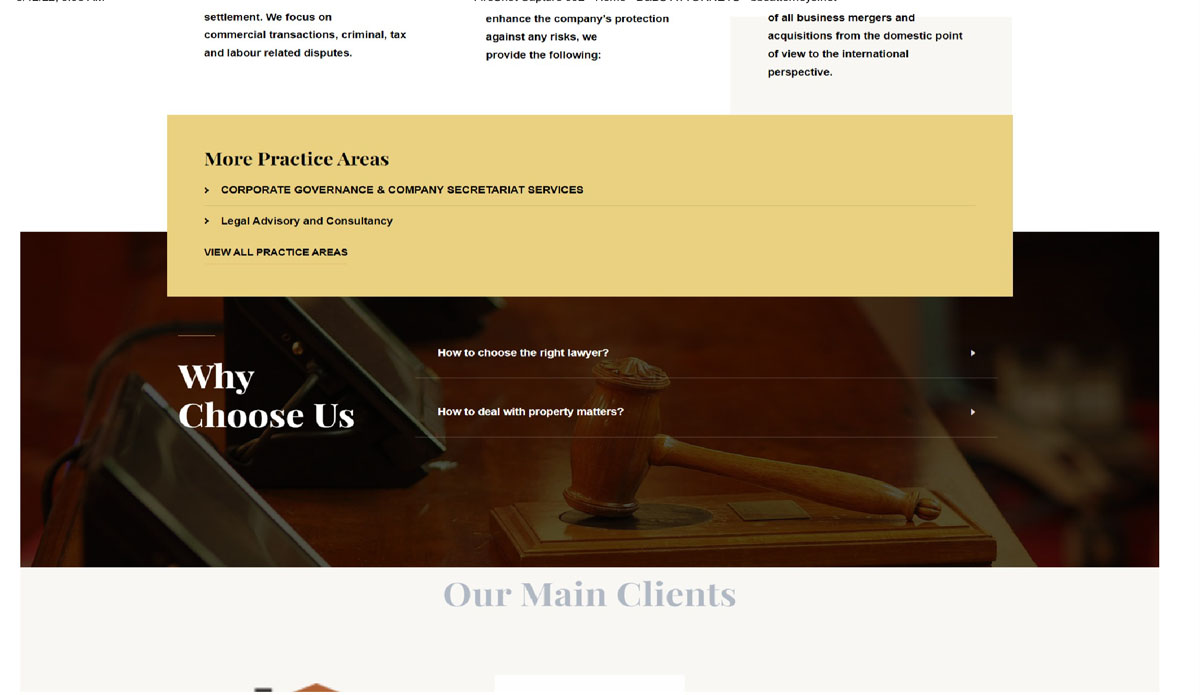 settlement. We focus on
commercial transactions, criminal, tax
and labour related disputes.
enhance the company's protection
against any risks, we
provide the following:
of all business mergers and
acquisitions from the domestic point
of view to the international
perspective.
More Practice Areas
CORPORATE GOVERNANCE & COMPANY SECRETARIAT SERVICES
Legal Advisory and Consultancy
VIEW ALL PRACTICE AREAS
Why
Choose Us
How to choose the right lawyer?
How to deal with property matters?
Our Main Clients